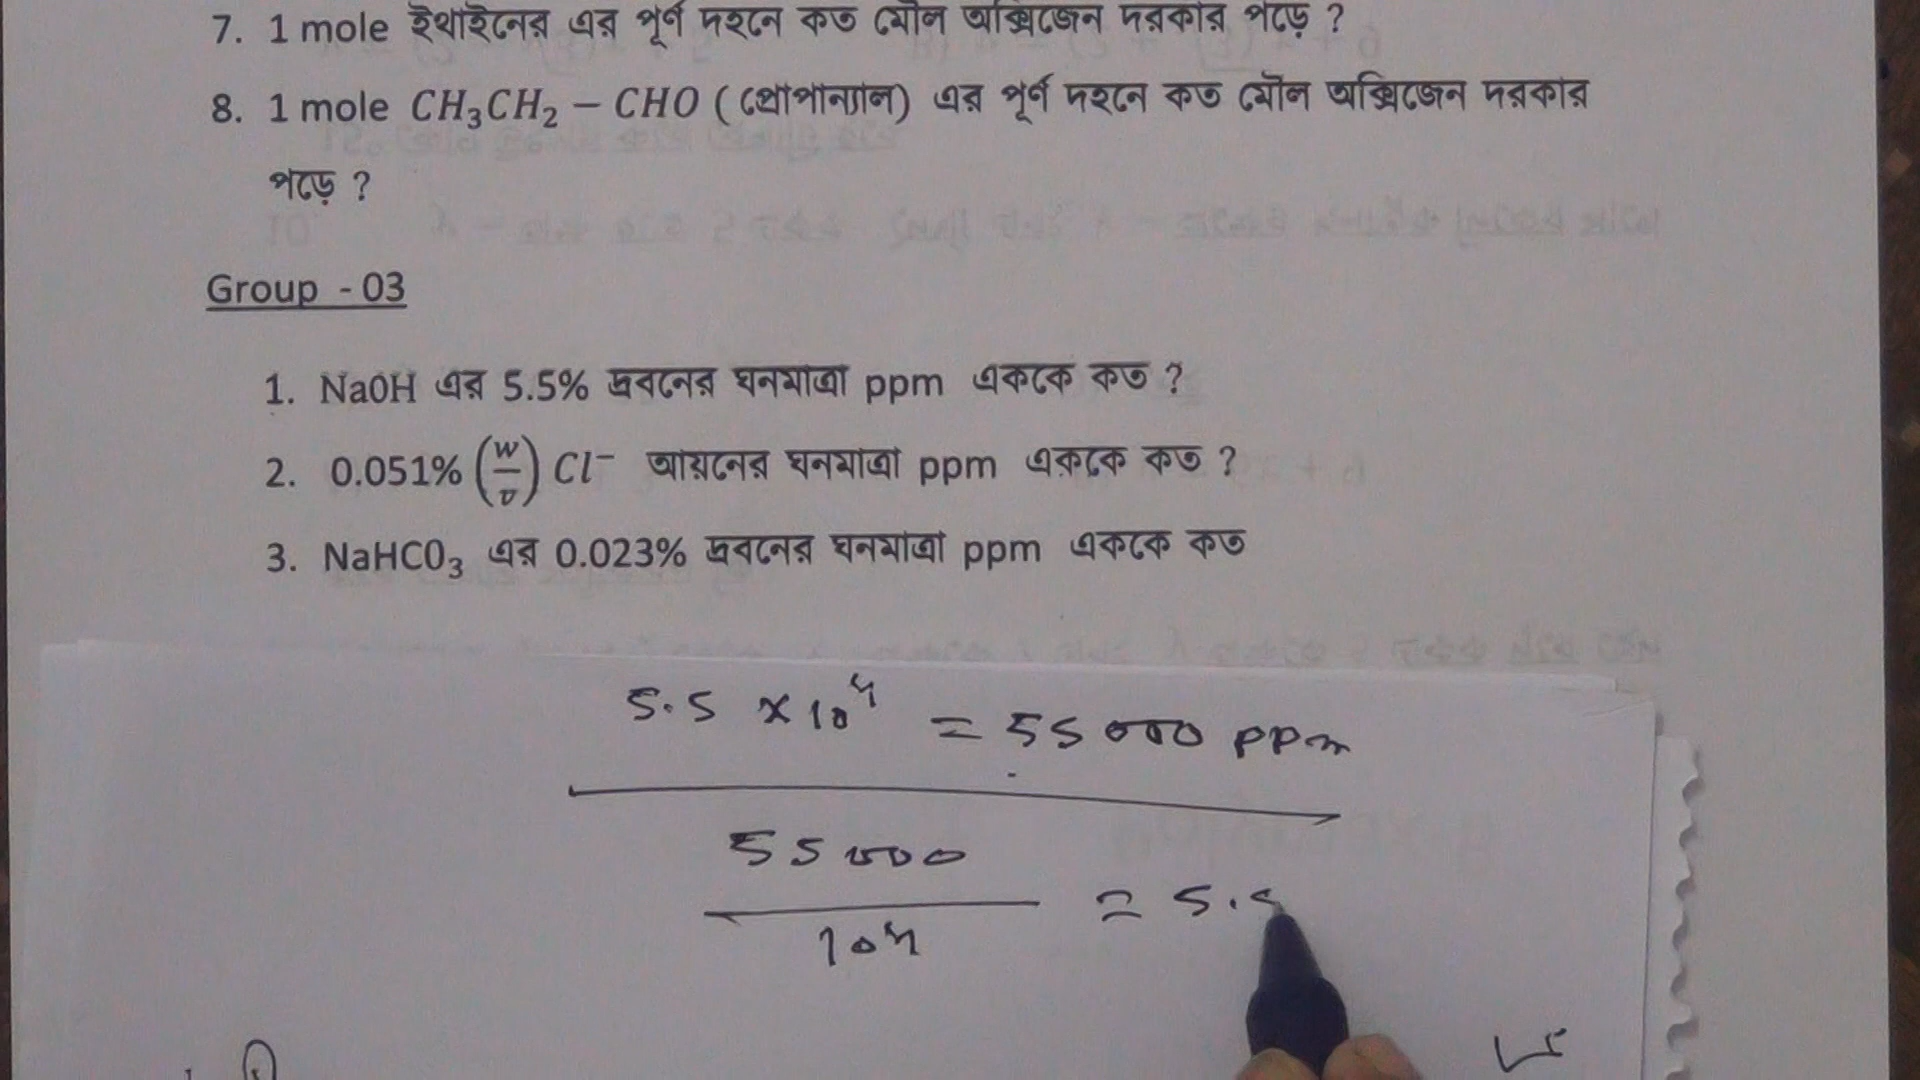 7. 1 mole ইথাইনের এর পূর্ণ দহনে কত মৌল অক্সিজেন দরকার পড়ে ?
8. 1 mole CH₃CH₂ − CHO ( প্রোপান্যাল) এর পূর্ণ দহনে কত মৌল অক্সিজেন দরকার
পড়ে ?
Group - 03
1. NaOH এর 5.5% দ্রবনের ঘনমাত্রা ppm এককে কত ?
2. 0.051% (w/v) Cl⁻ আয়নের ঘনমাত্রা ppm এককে কত ?
3. NaHCO₃ এর 0.023% দ্রবনের ঘনমাত্রা ppm এককে কত
5.5 × 10⁴ = 55000 ppm
55000
10⁴
= 5.5